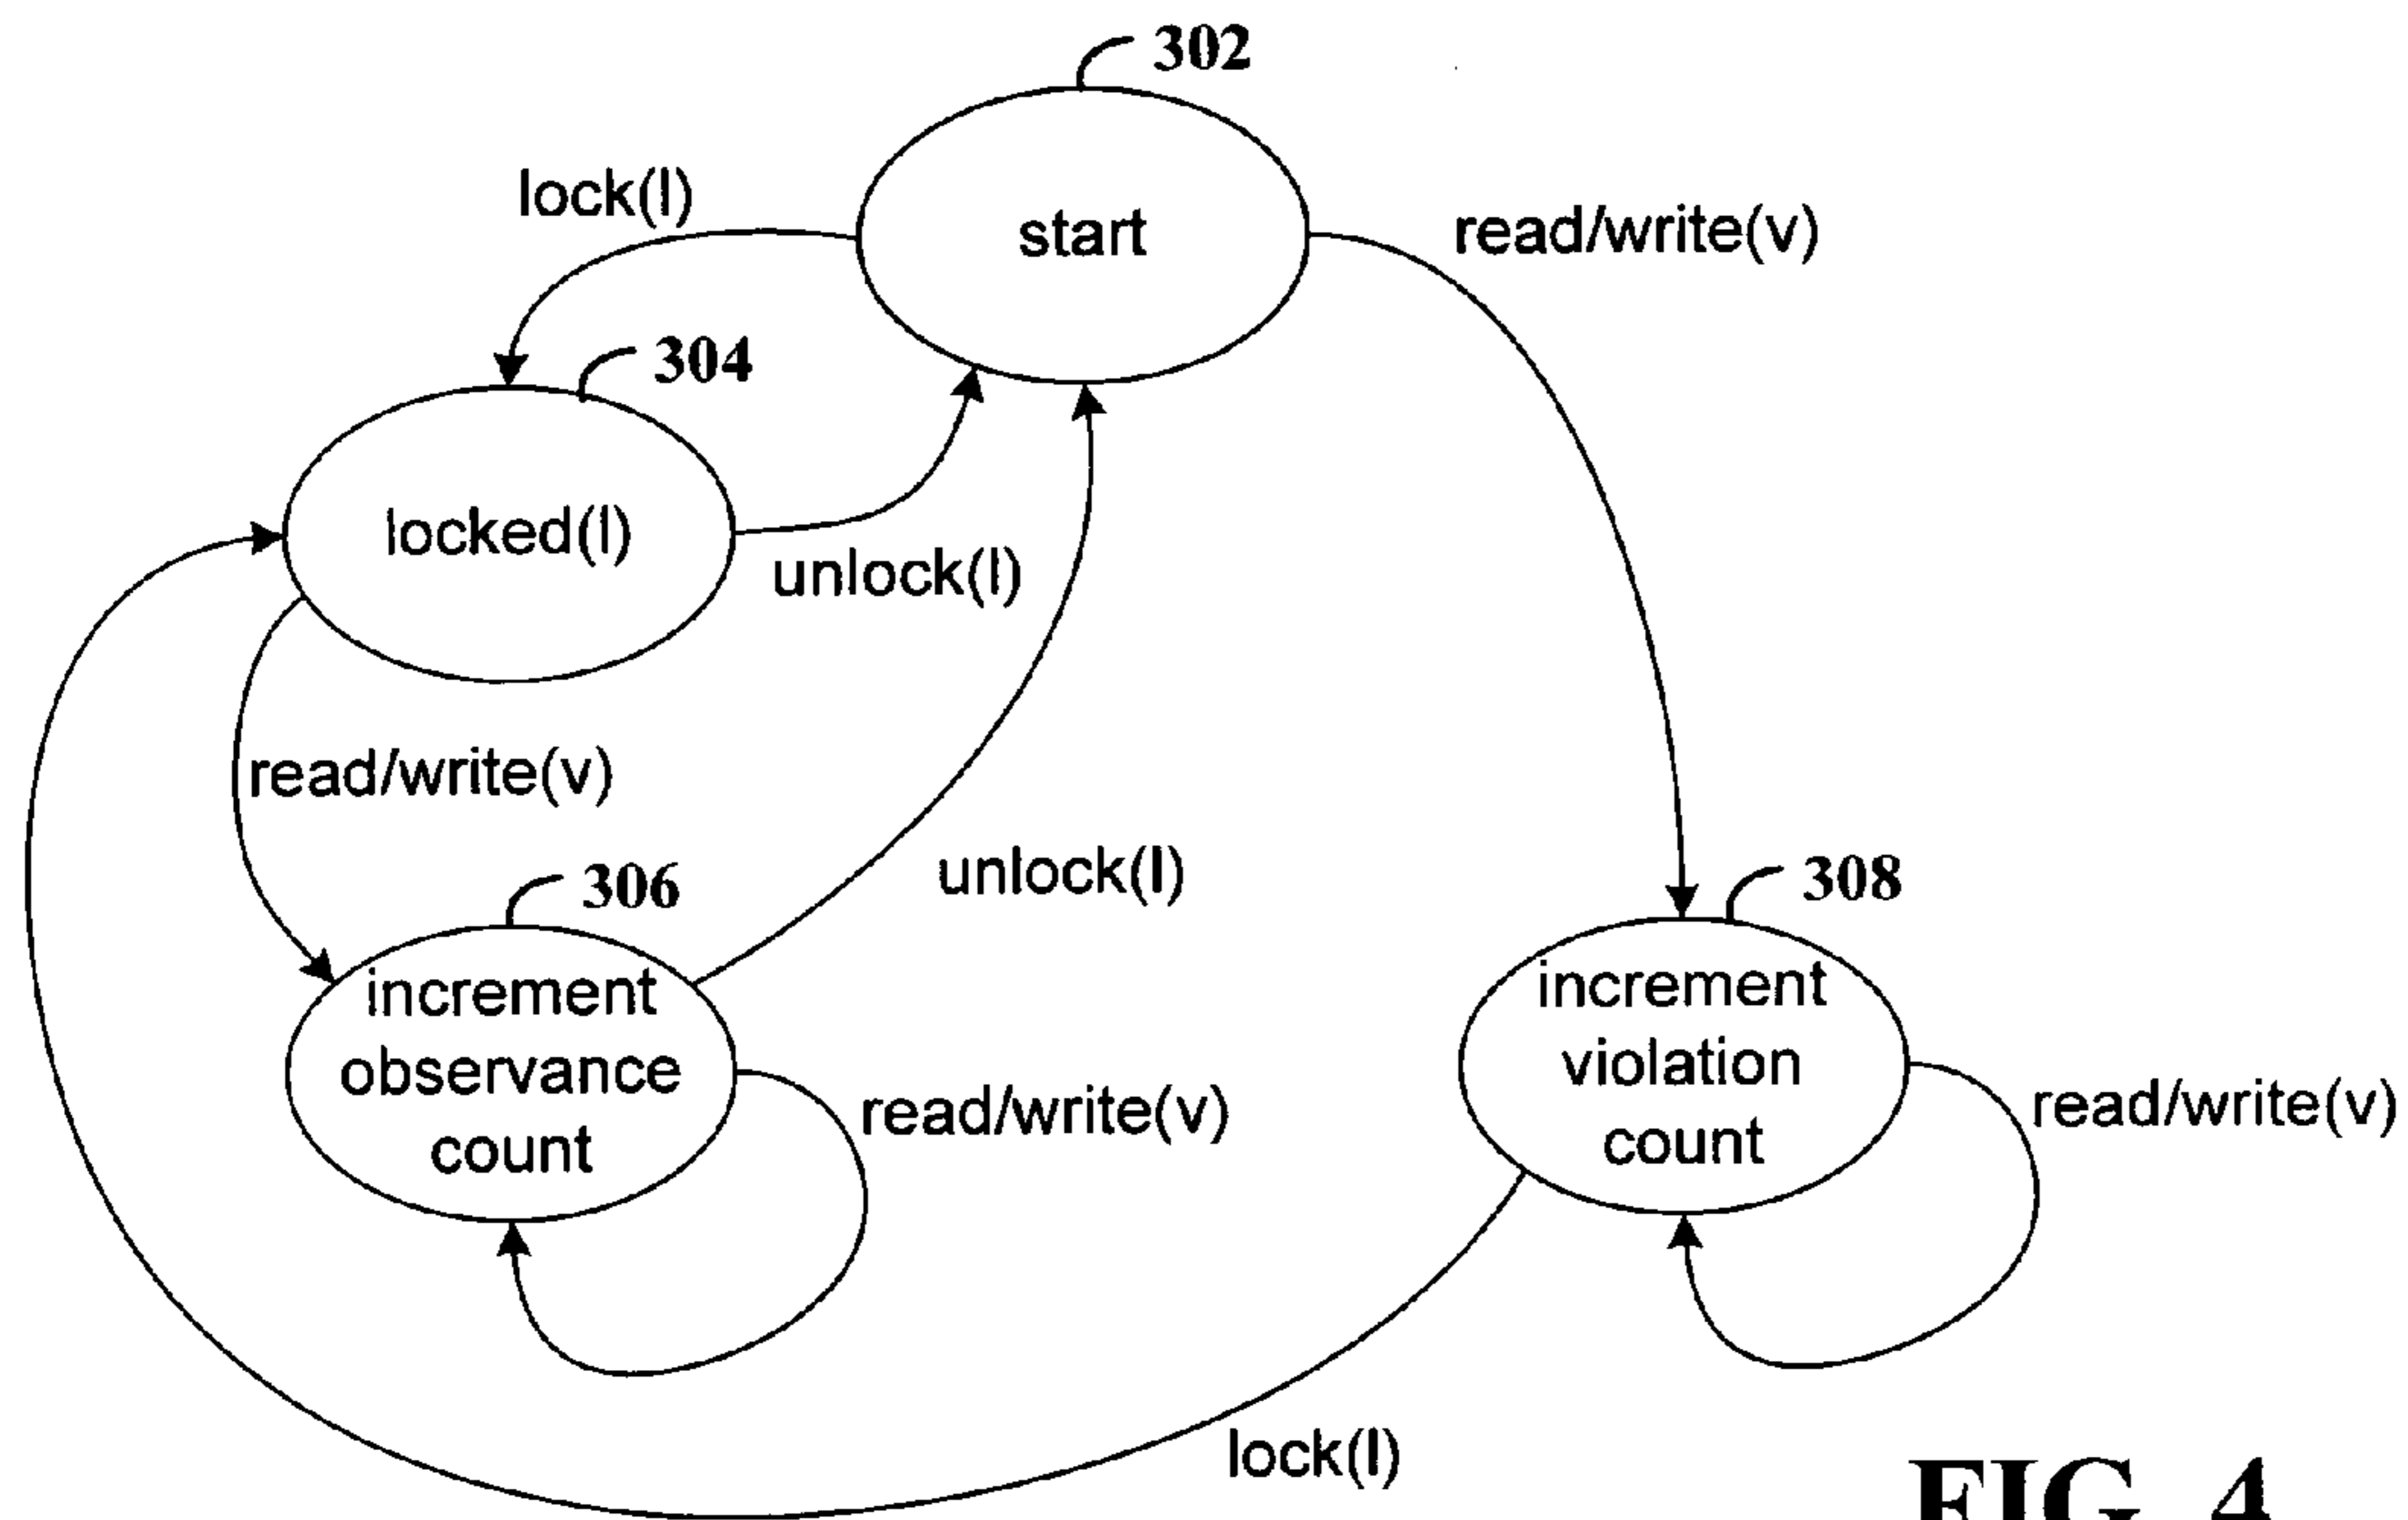 302
lock(l)
start
read/write(v)
304
locked(l)
unlock(l)
read/write(v)
306
unlock(l)
308
increment
observance
count
read/write(v)
increment
violation
count
read/write(v)
lock(l)
FIG. 4